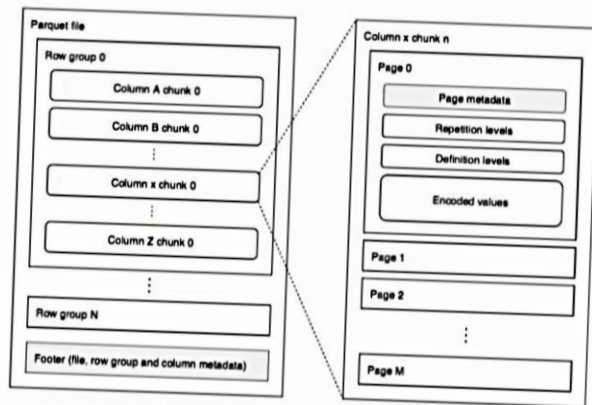 Parquet file
Row group 0
Column A chunk 0
Column B chunk 0
Column x chunk 0
Column Z chunk 0
Row group N
Footer (file, row group and column metadata)
Column x chunk n
Page 0
Page metadata
Repetition levels
Definition levels
Encoded values
Page 1
Page 2
Page M